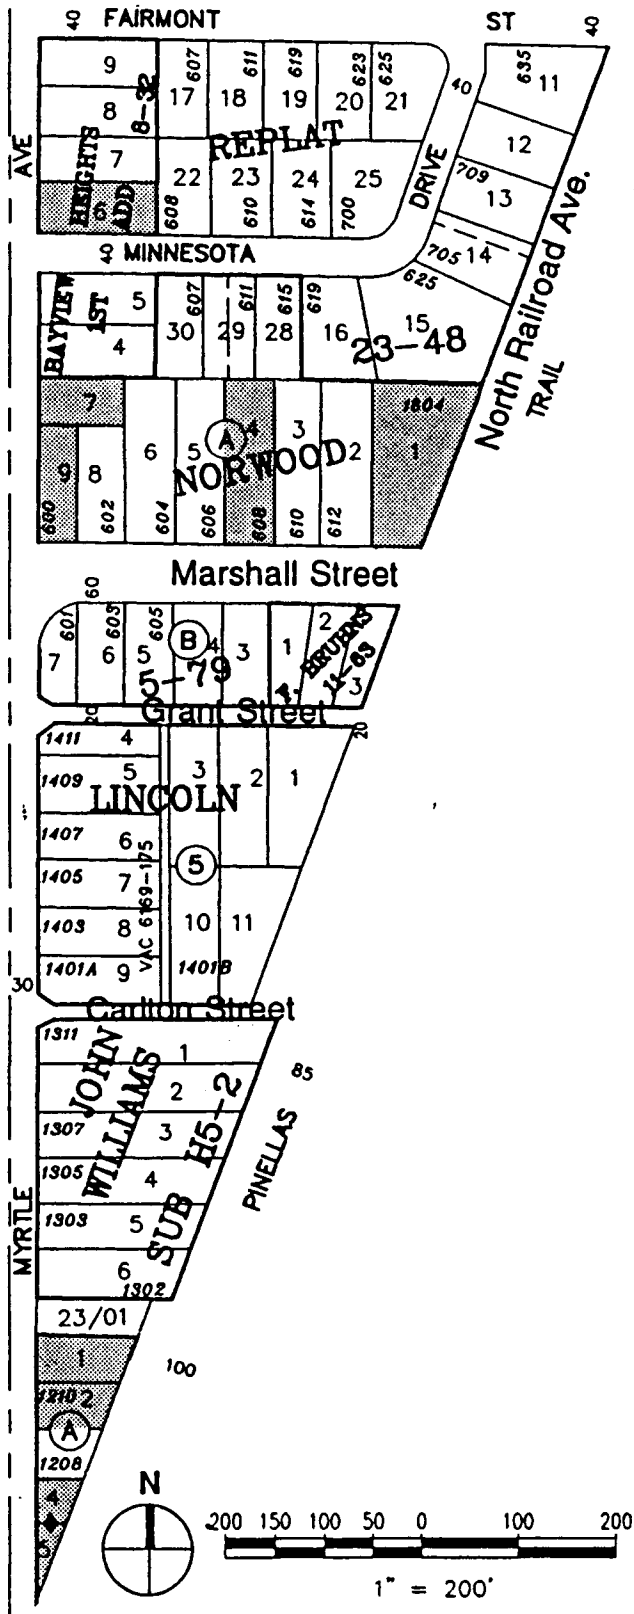 40 FAIRMONT ST 40
9 607 611 619 623 625 635 11
8 8-32 17 18 19 20 21 40
AVE REPLAT 12
7 HEIGHTS ADD 22 23 24 25 DRIVE 709 13
6 608 610 614 700 705 14
40 MINNESOTA 625
BAYVIEW 1ST 5 607 611 615 619 North Railroad Ave.
4 30 29 28 16 15
23-48 TRAIL
7 1804
6 5 A 4 3 2 1
9 8 NORWOOD
600 602 604 606 608 610 612
Marshall Street
60
601 603 605 B 2
7 6 5 4 3 1 A. BRUHNS
5-79 11-63 3
Grant Street
20 20
1411 4
1409 5 3 2 1
LINCOLN
1407 6
1405 7 VAC 6169-175 5
1403 8 10 11
1401A 9 1401B
30
Carlton Street
1311 JOHN 1
85
WILLIAMS 2
1307 3 H5-2
1305 4 SUB PINELLAS
MYRTLE
1303 5
6 1302
23/01
1 100
1210 2
A
1208
4
N
200 150 100 50 0 100 200
1" = 200'